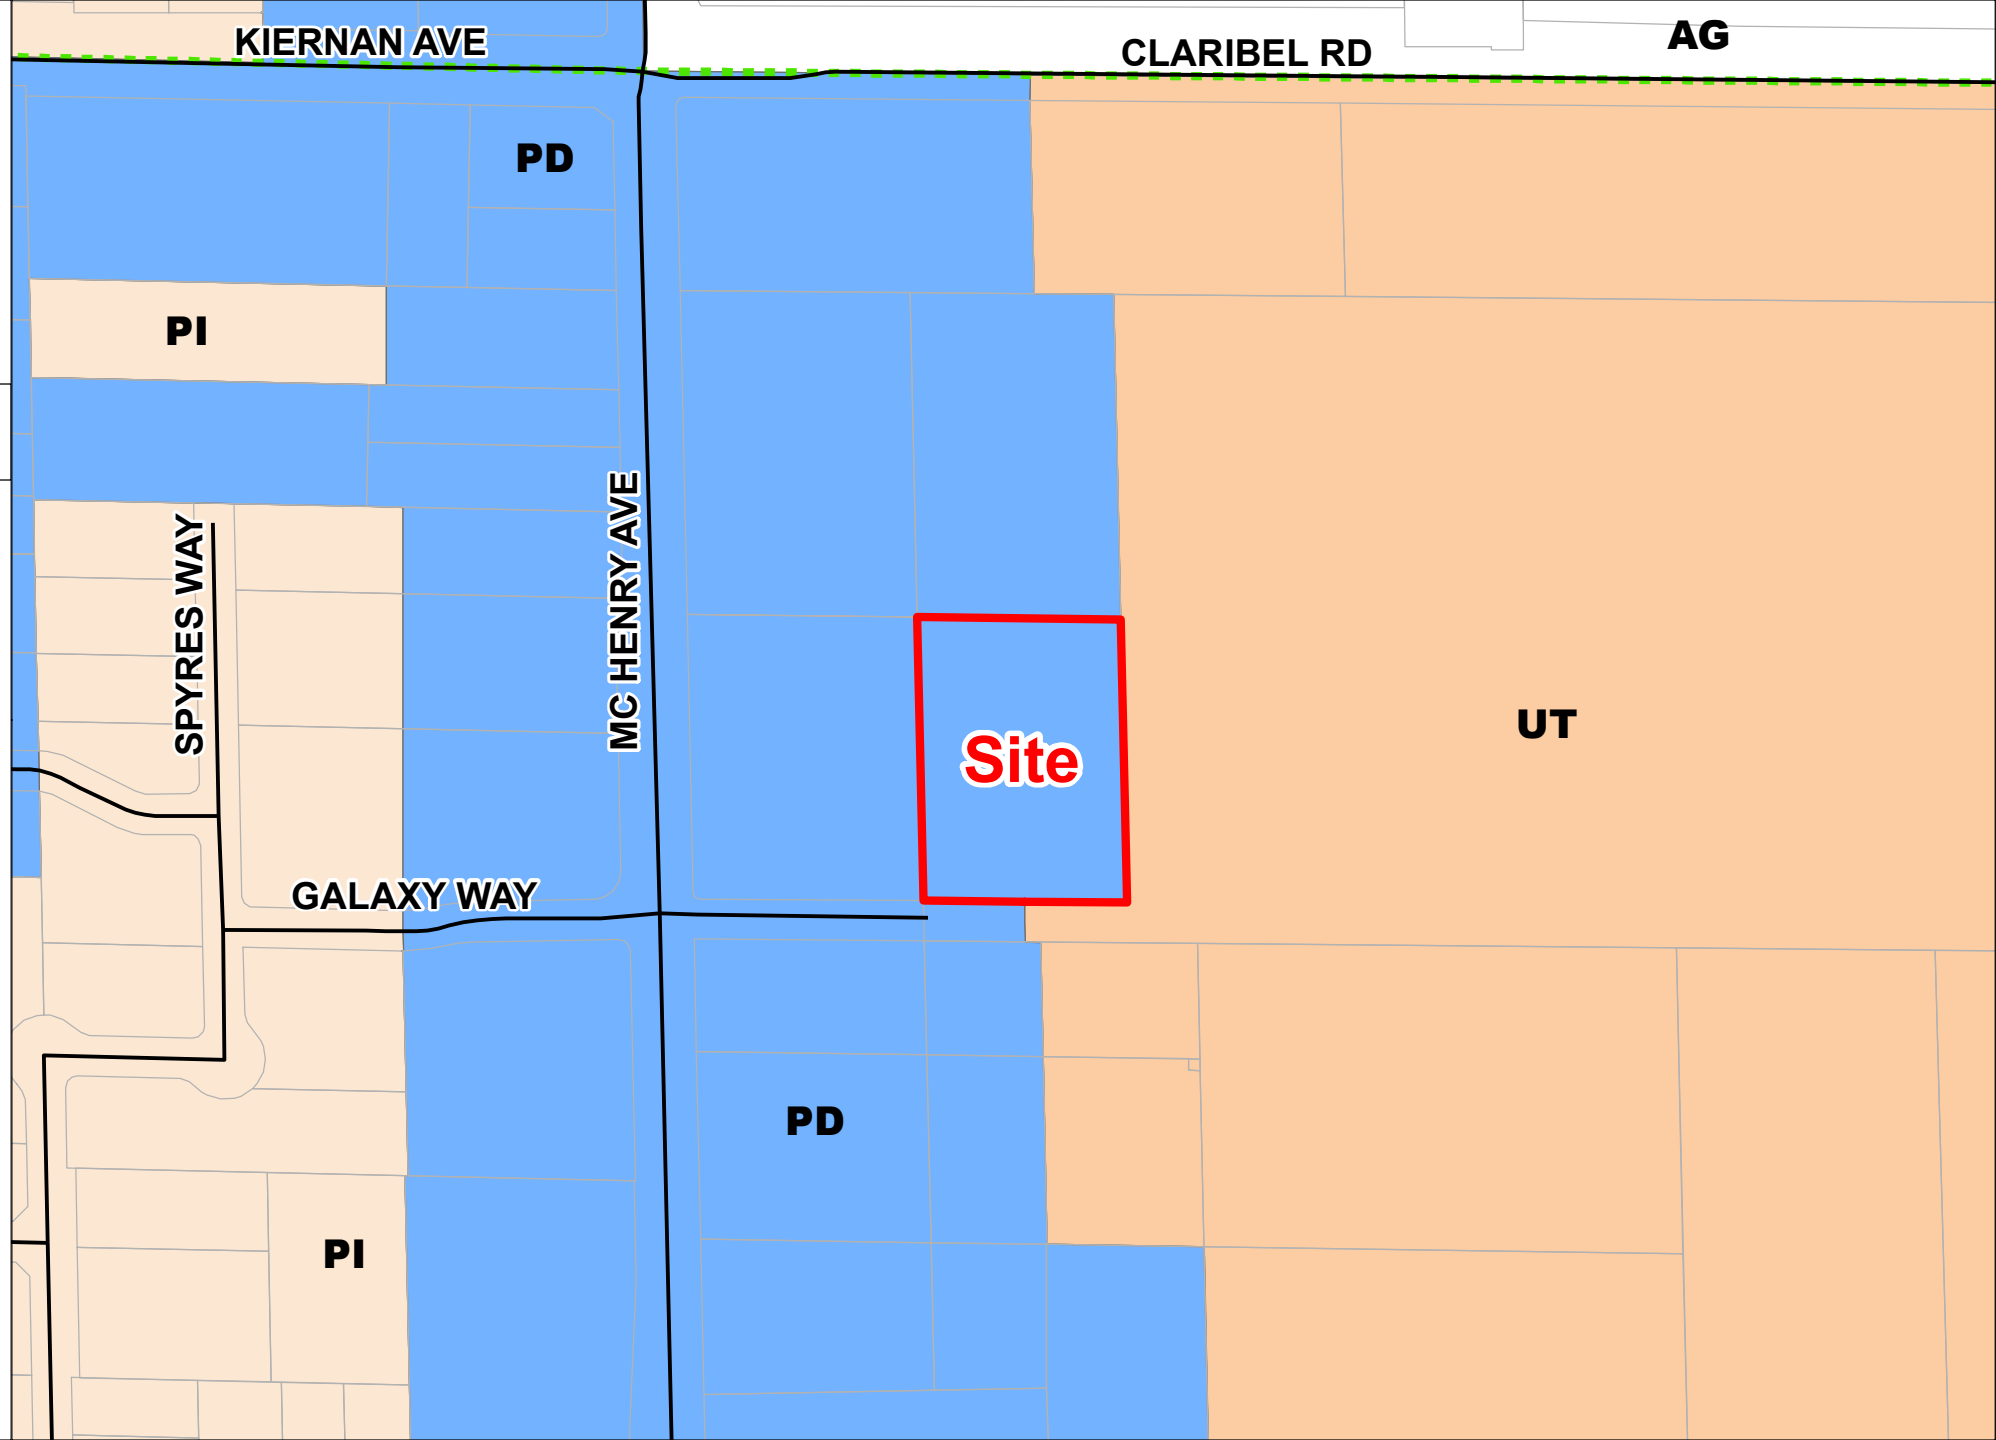 KIERNAN AVE
CLARIBEL RD
AG
PD
PI
SPYRES WAY
MC HENRY AVE
UT
Site
GALAXY WAY
PD
PI